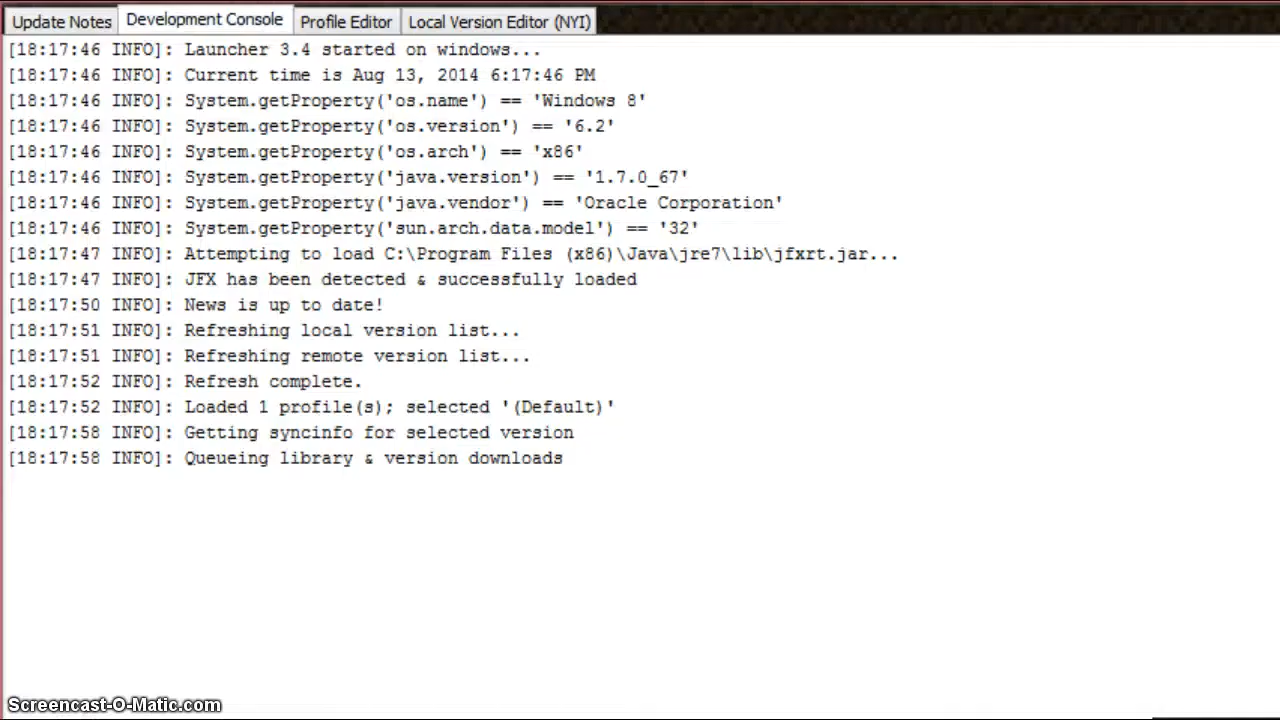 Update Notes Development Console Profile Editor Local Version Editor (NYI)
[18:17:46 INFO]: Launcher 3.4 started on windows...
[18:17:46 INFO]: Current time is Aug 13, 2014 6:17:46 PM
[18:17:46 INFO]: System.getProperty('os.name') == 'Windows 8'
[18:17:46 INFO]: System.getProperty('os.version') == '6.2'
[18:17:46 INFO]: System.getProperty('os.arch') == 'x86'
[18:17:46 INFO]: System.getProperty('java.version') == '1.7.0_67'
[18:17:46 INFO]: System.getProperty('java.vendor') == 'Oracle Corporation'
[18:17:46 INFO]: System.getProperty('sun.arch.data.model') == '32'
[18:17:47 INFO]: Attempting to load C:\Program Files (x86)\Java\jre7\lib\jfxrt.jar...
[18:17:47 INFO]: JFX has been detected & successfully loaded
[18:17:50 INFO]: News is up to date!
[18:17:51 INFO]: Refreshing local version list...
[18:17:51 INFO]: Refreshing remote version list...
[18:17:52 INFO]: Refresh complete.
[18:17:52 INFO]: Loaded 1 profile(s); selected '(Default)'
[18:17:58 INFO]: Getting syncinfo for selected version
[18:17:58 INFO]: Queueing library & version downloads
Screencast-O-Matic.com